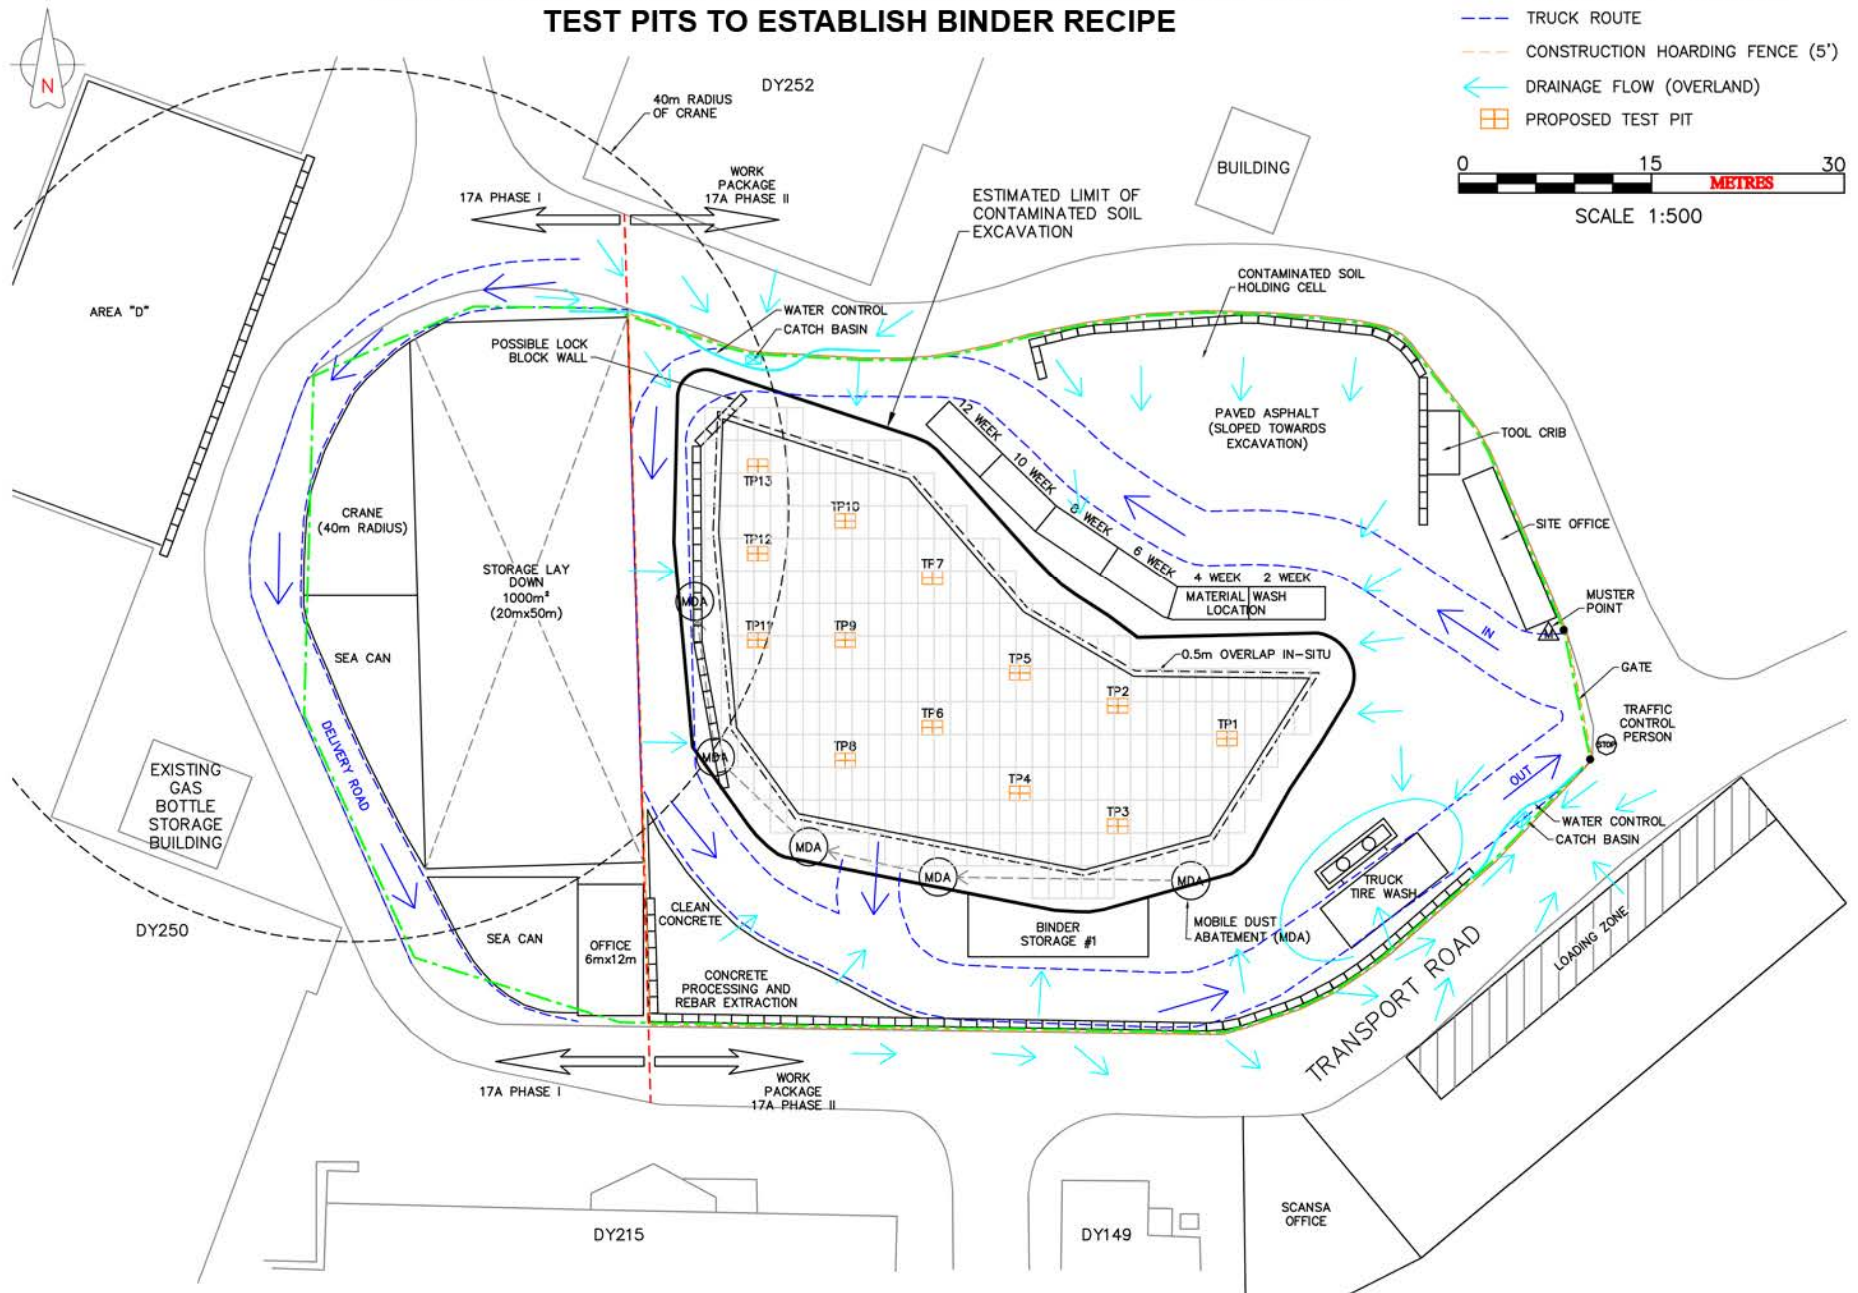 TEST PITS TO ESTABLISH BINDER RECIPE
TRUCK ROUTE
CONSTRUCTION HOARDING FENCE (5')
DRAINAGE FLOW (OVERLAND)
PROPOSED TEST PIT
0 15 30
METRES
SCALE 1:500
N
DY252
40m RADIUS
OF CRANE
BUILDING
WORK
PACKAGE
17A PHASE I
17A PHASE II
ESTIMATED LIMIT OF
CONTAMINATED SOIL
EXCAVATION
CONTAMINATED SOIL
HOLDING CELL
AREA "D"
WATER CONTROL
CATCH BASIN
POSSIBLE LOCK
BLOCK WALL
PAVED ASPHALT
(SLOPED TOWARDS
EXCAVATION)
TOOL CRIB
12 WEEK
10 WEEK
8 WEEK
6 WEEK
4 WEEK
2 WEEK
MATERIAL WASH
LOCATION
SITE OFFICE
CRANE
(40m RADIUS)
STORAGE LAY
DOWN
1000m²
(20mx50m)
TP13
TP10
TP12
TP7
MDA
TP11
TP9
MUSTER
POINT
M
IN
SEA CAN
TP5
0.5m OVERLAP IN-SITU
GATE
TP2
TP6
TP1
TRAFFIC
CONTROL
PERSON
STOP
DELIVERY ROAD
MDA
TP8
TP4
TP3
OUT
EXISTING
GAS
BOTTLE
STORAGE
BUILDING
WATER CONTROL
CATCH BASIN
MDA
MDA
MDA
TRUCK
TIRE WASH
CLEAN
CONCRETE
BINDER
STORAGE #1
MOBILE DUST
ABATEMENT (MDA)
DY250
SEA CAN
OFFICE
6mx12m
CONCRETE
PROCESSING AND
REBAR EXTRACTION
LOADING ZONE
TRANSPORT ROAD
17A PHASE I
WORK
PACKAGE
17A PHASE II
DY215
DY149
SCANSA
OFFICE